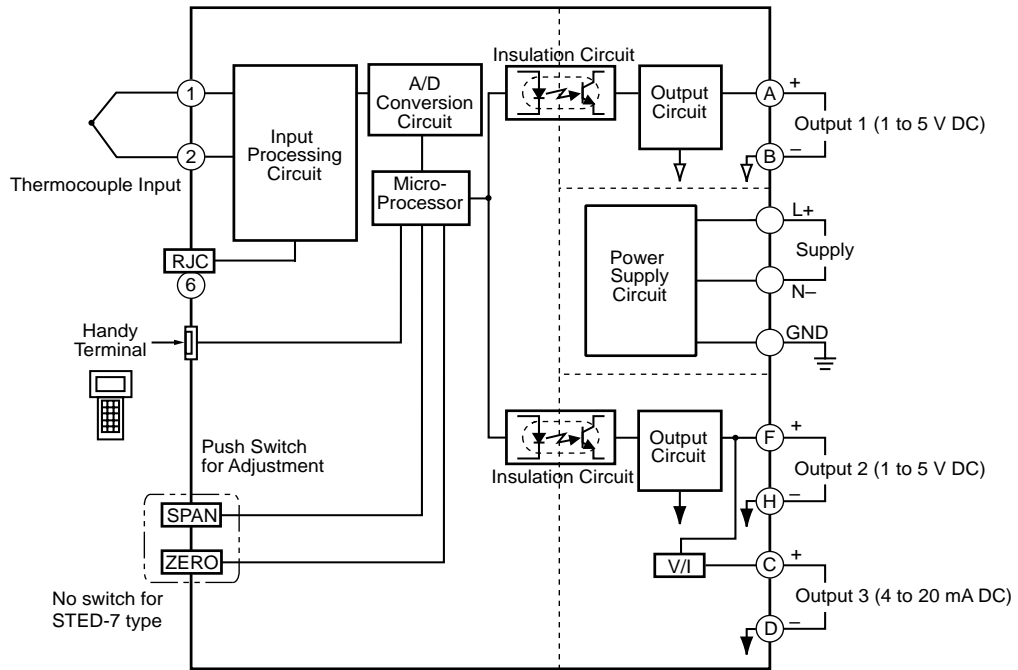 Insulation Circuit
1
2
Thermocouple Input
Input
Processing
Circuit
A/D
Conversion
Circuit
Micro-
Processor
Output
Circuit
A
+
Output 1 (1 to 5 V DC)
B
–
RJC
6
Power
Supply
Circuit
L+
Supply
N–
GND
Handy
Terminal
Push Switch
for Adjustment
SPAN
ZERO
No switch for
STED-7 type
Insulation Circuit
Output
Circuit
F
+
Output 2 (1 to 5 V DC)
H
–
V/I
C
+
Output 3 (4 to 20 mA DC)
D
–